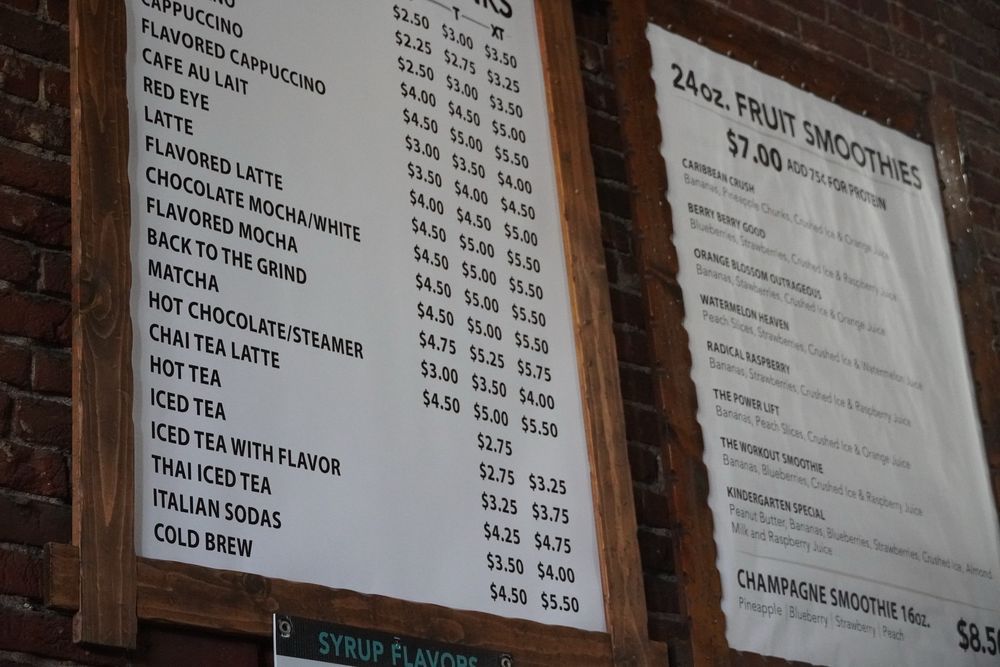 T XT
$2.50 $3.00 $3.50
$2.25 $2.75 $3.25
$2.50 $3.00 $3.50
CAPPUCCINO $4.00 $4.50 $5.00
FLAVORED CAPPUCCINO $4.50 $5.00 $5.50
CAFE AU LAIT $3.00 $3.50 $4.00
RED EYE $3.50 $4.00 $4.50
LATTE $4.00 $4.50 $5.00
FLAVORED LATTE $4.50 $5.00 $5.50
CHOCOLATE MOCHA/WHITE $4.50 $5.00 $5.50
FLAVORED MOCHA $4.50 $5.00 $5.50
BACK TO THE GRIND $4.50 $5.00 $5.50
MATCHA $4.75 $5.25 $5.75
HOT CHOCOLATE/STEAMER $3.00 $3.50 $4.00
CHAI TEA LATTE $4.50 $5.00 $5.50
HOT TEA $2.75
ICED TEA $2.75 $3.25
ICED TEA WITH FLAVOR $3.25 $3.75
THAI ICED TEA $4.25 $4.75
ITALIAN SODAS $3.50 $4.00
COLD BREW $4.50 $5.50
SYRUP FLAVORS
24oz. FRUIT SMOOTHIES
$7.00 ADD 75¢ FOR PROTEIN
CARIBBEAN CRUSH
Bananas, Pineapple Chunks, Crushed Ice & Orange Juice
BERRY BERRY GOOD
Blueberries, Strawberries, Crushed Ice & Raspberry Juice
ORANGE BLOSSOM OUTRAGEOUS
Bananas, Stawberries, Crushed Ice & Orange Juice
WATERMELON HEAVEN
Peach Slices, Strawberries, Crushed Ice & Watermelon Juice
RADICAL RASPBERRY
Bananas, Strawberries, Crushed Ice & Raspberry Juice
THE POWER LIFT
Bananas, Peach Slices, Crushed Ice & Orange Juice
THE WORKOUT SMOOTHIE
Bananas, Blueberries, Crushed Ice & Raspberry Juice
KINDERGARTEN SPECIAL
Peanut Butter, Bananas, Blueberries, Strawberries, Crushed Ice, Almond
Milk and Raspberry Juice
CHAMPAGNE SMOOTHIE 16oz. $8.5
Pineapple | Blueberry | Strawberry | Peach